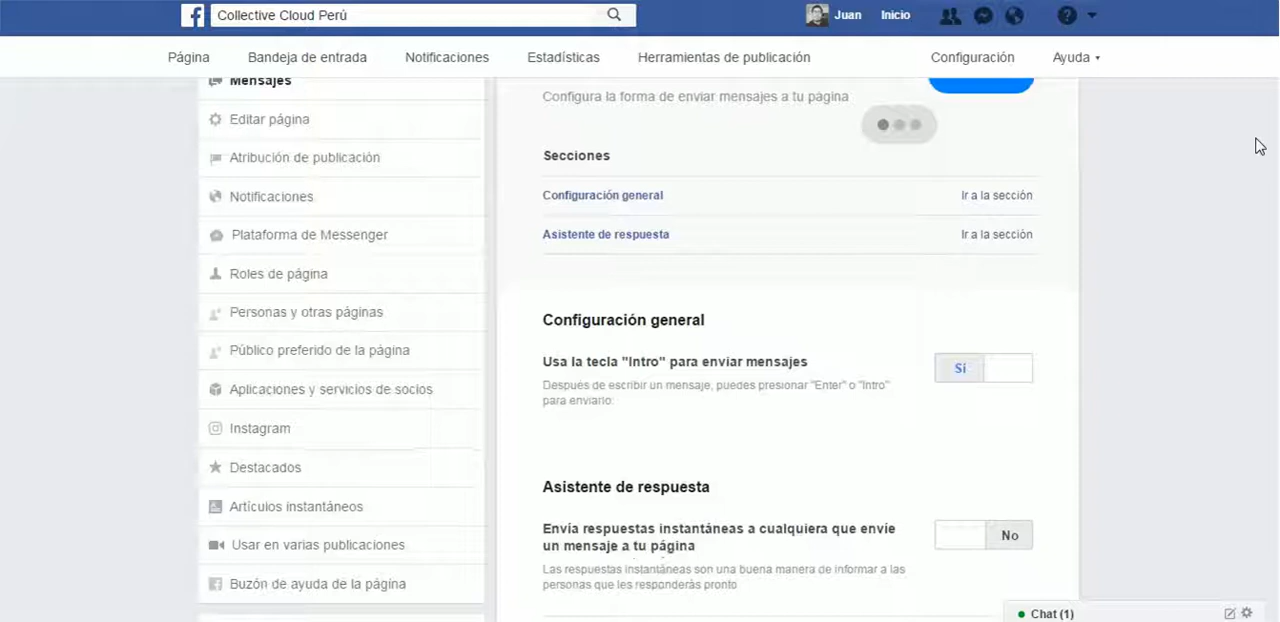 Collective Cloud Perú
Juan
Inicio
Página
Bandeja de entrada
Notificaciones
Estadísticas
Herramientas de publicación
Configuración
Ayuda
Mensajes
Editar página
Atribución de publicación
Notificaciones
Plataforma de Messenger
Roles de página
Personas y otras páginas
Público preferido de la página
Aplicaciones y servicios de socios
Instagram
Destacados
Artículos instantáneos
Usar en varias publicaciones
Buzón de ayuda de la página
Configura la forma de enviar mensajes a tu página
Secciones
Configuración general
Ir a la sección
Asistente de respuesta
Ir a la sección
Configuración general
Usa la tecla "Intro" para enviar mensajes
Sí
Después de escribir un mensaje, puedes presionar "Enter" o "Intro"
para enviarlo.
Asistente de respuesta
Envía respuestas instantáneas a cualquiera que envíe
un mensaje a tu página
No
Las respuestas instantáneas son una buena manera de informar a las
personas que les responderás pronto
Chat (1)